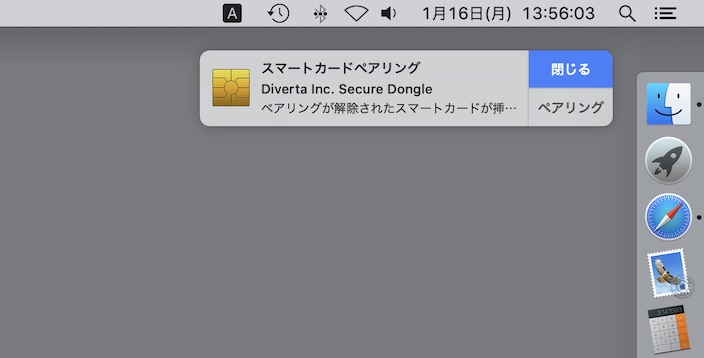 A 1月16日(月) 13:56:03
スマートカードペアリング
Diverta Inc. Secure Dongle
ペアリングが解除されたスマートカードが挿…
閉じる
ペアリング